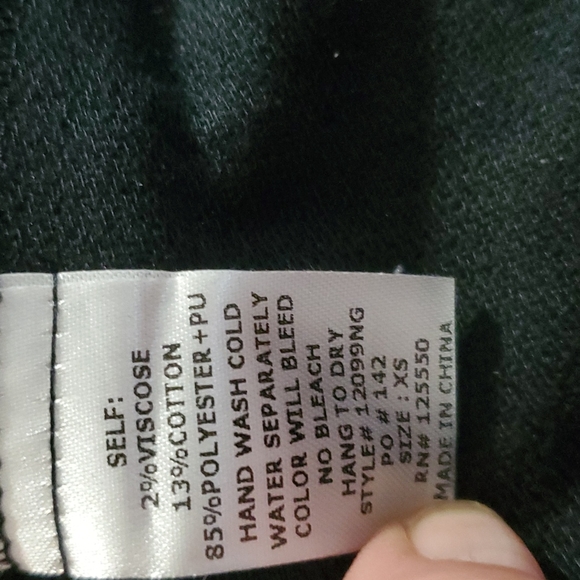 SELF:
2%VISCOSE
13%COTTON
85%POLYESTER+PU
HAND WASH COLD
WATER SEPARATELY
COLOR WILL BLEED
NO BLEACH
HANG TO DRY
STYLE# 12099NG
PO # 142
SIZE : XS
RN# 125550
MADE IN CHINA